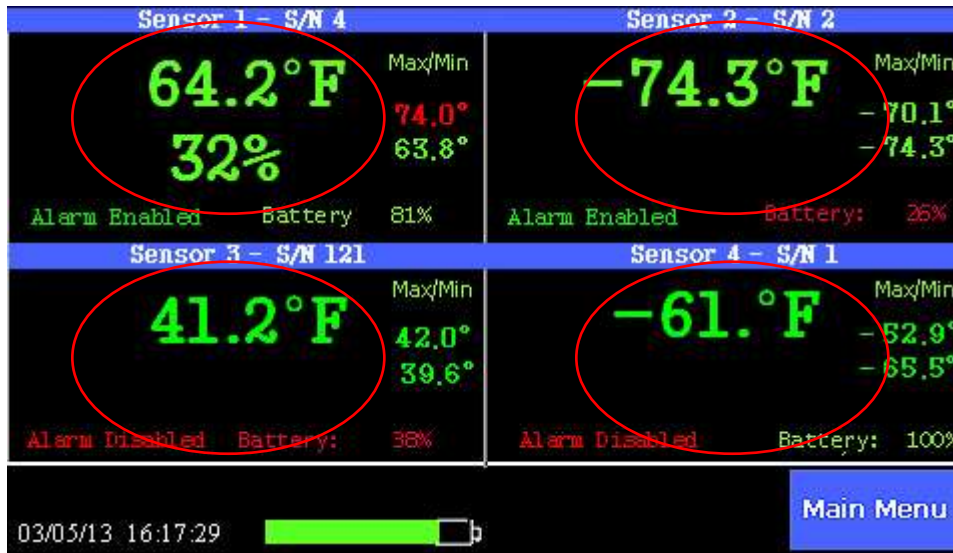 Sensor 1 - S/N 4
64.2°F
Max/Min
74.0°
32%
63.8°
Alarm Enabled Battery 81%
Sensor 2 - S/N 2
-74.3°F
Max/Min
-70.1°
-74.3°
Alarm Enabled Battery: 26%
Sensor 3 - S/N 121
41.2°F
Max/Min
42.0°
39.6°
Alarm Disabled Battery: 38%
Sensor 4 - S/N 1
-61.°F
Max/Min
-52.9°
-65.5°
Alarm Disabled Battery: 100%
03/05/13 16:17:29
Main Menu